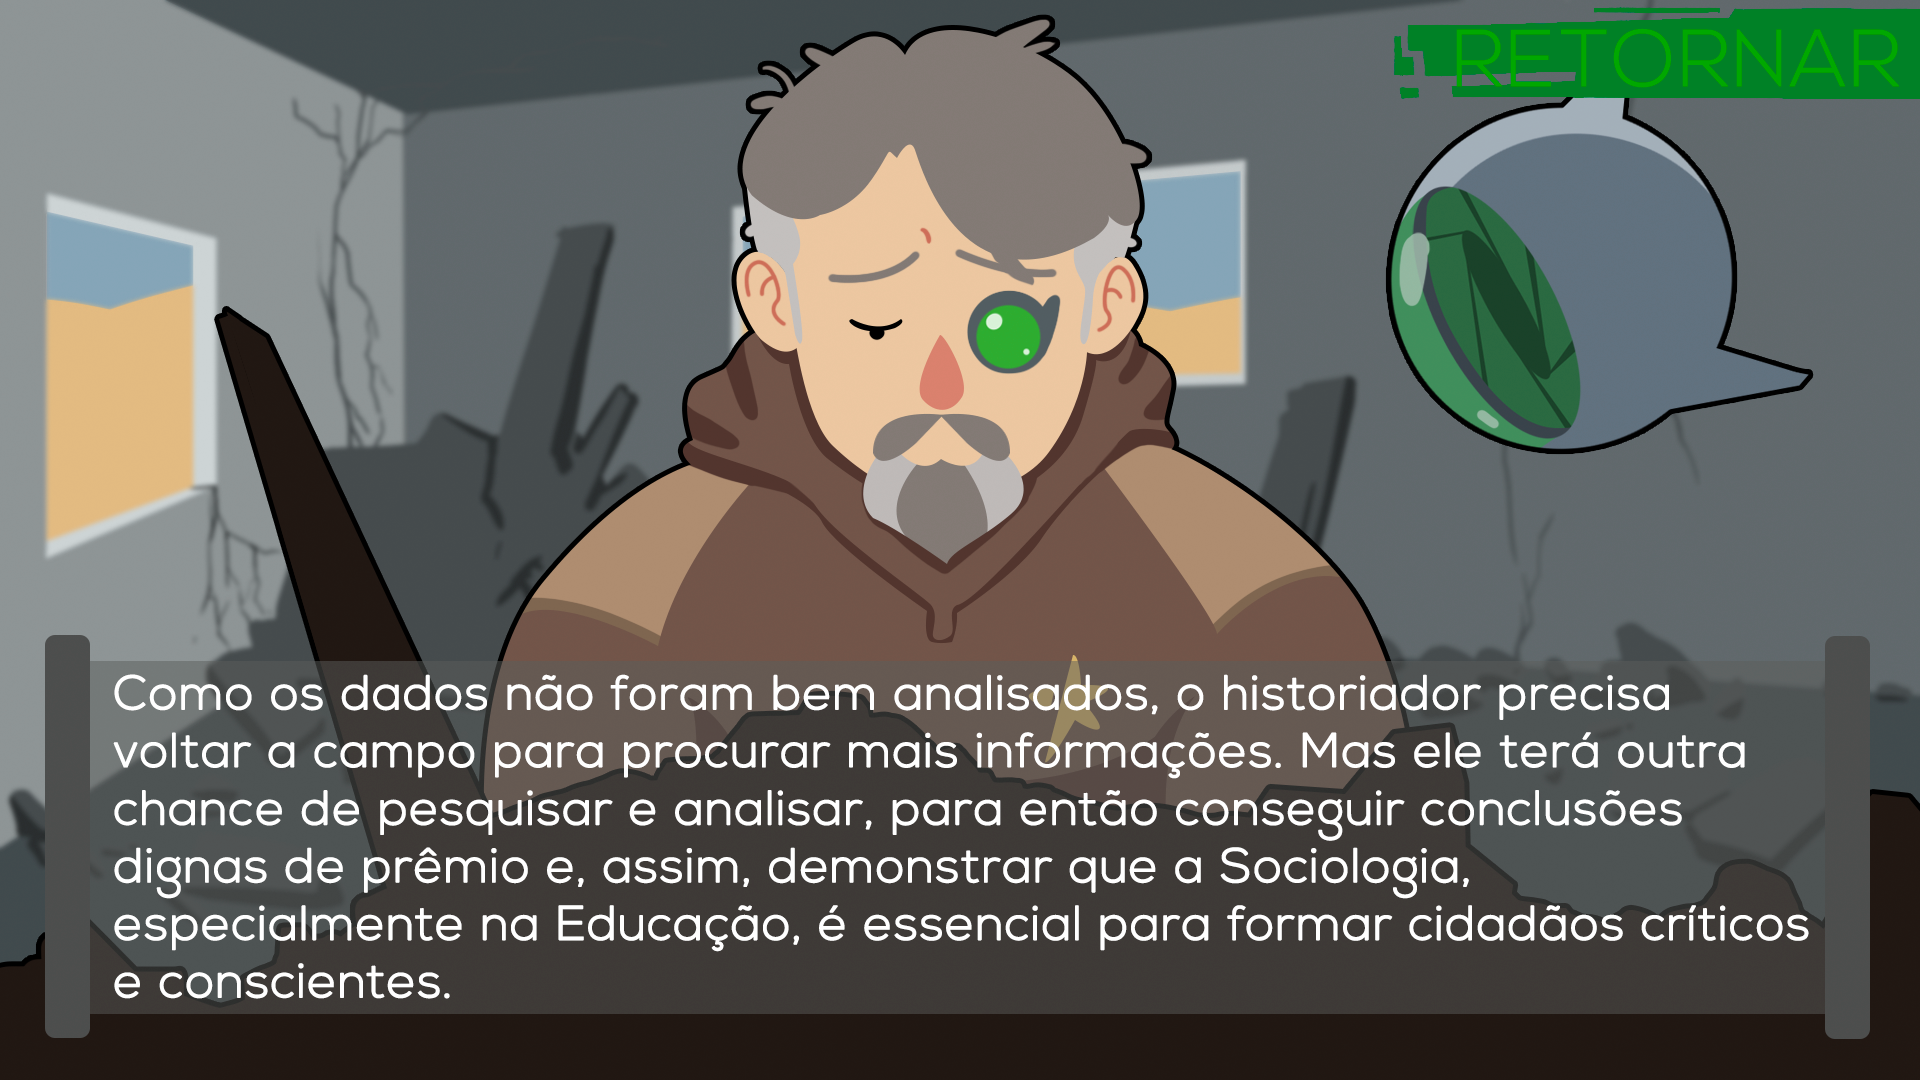 RETORNAR
Como os dados não foram bem analisados, o historiador precisa
voltar a campo para procurar mais informações. Mas ele terá outra
chance de pesquisar e analisar, para então conseguir conclusões
dignas de prêmio e, assim, demonstrar que a Sociologia,
especialmente na Educação, é essencial para formar cidadãos críticos
e conscientes.